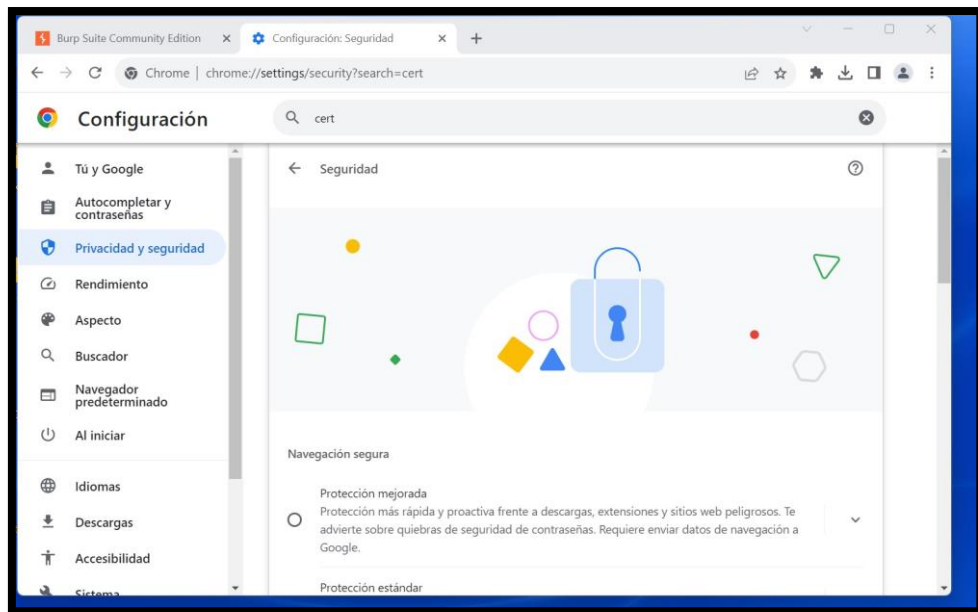 Burp Suite Community Edition
Configuración: Seguridad
Chrome | chrome://settings/security?search=cert
Configuración
cert
Tú y Google
Autocompletar y
contraseñas
Privacidad y seguridad
Rendimiento
Aspecto
Buscador
Navegador
predeterminado
Al iniciar
Idiomas
Descargas
Accesibilidad
Sistema
Seguridad
Navegación segura
Protección mejorada
Protección más rápida y proactiva frente a descargas, extensiones y sitios web peligrosos. Te
advierte sobre quiebras de seguridad de contraseñas. Requiere enviar datos de navegación a
Google.
Protección estándar